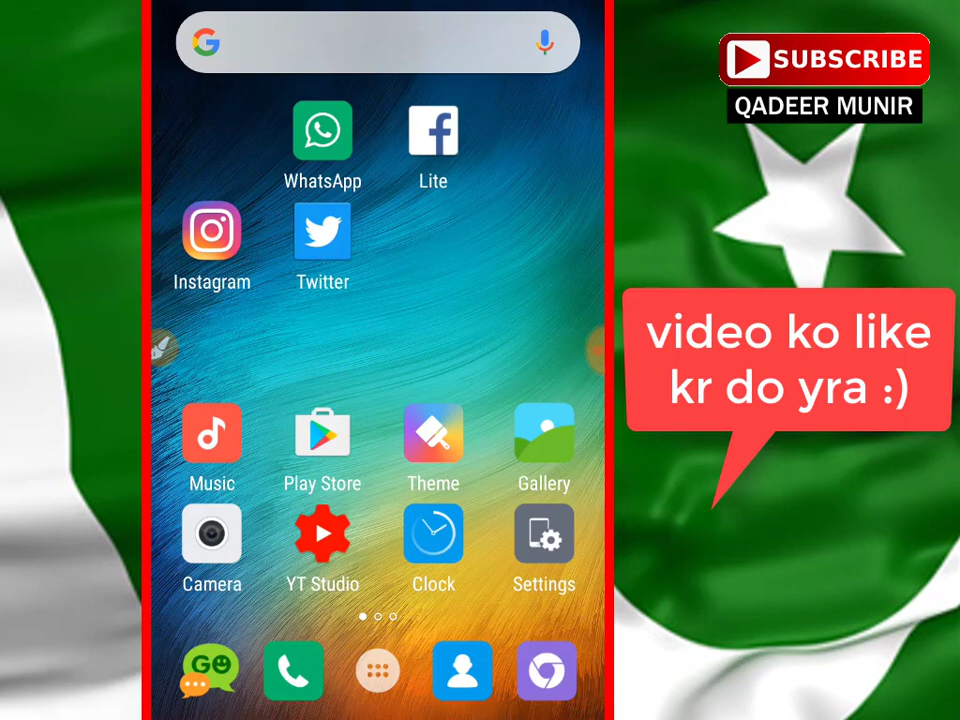 SUBSCRIBE
QADEER MUNIR
WhatsApp
Lite
Instagram
Twitter
video ko like
kr do yra :)
Music
Play Store
Theme
Gallery
Camera
YT Studio
Clock
Settings
GO